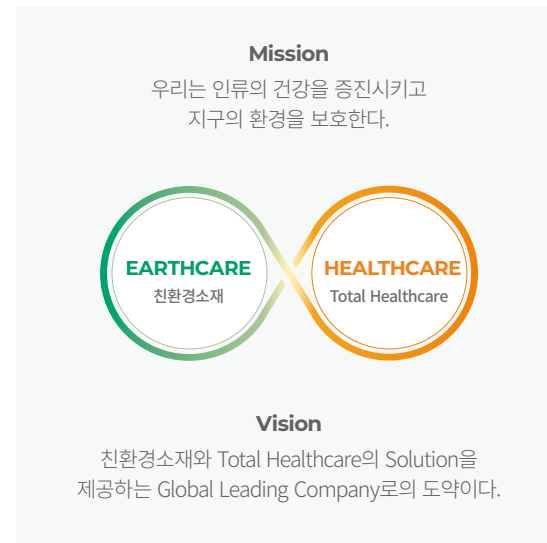 Mission
우리는 인류의 건강을 증진시키고
지구의 환경을 보호한다.
EARTHCARE
친환경소재
HEALTHCARE
Total Healthcare
Vision
친환경소재와 Total Healthcare의 Solution을
제공하는 Global Leading Company로의 도약이다.